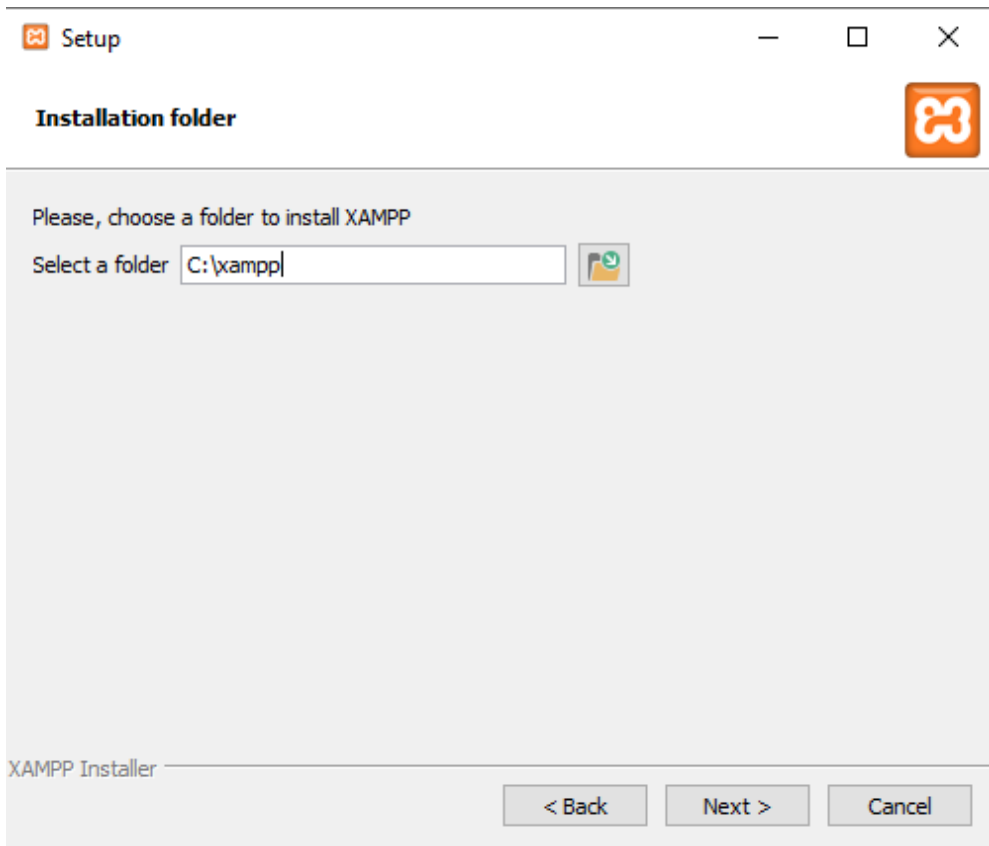 Setup
Installation folder
Please, choose a folder to install XAMPP
Select a folder C:\xampp
XAMPP Installer
< Back Next > Cancel